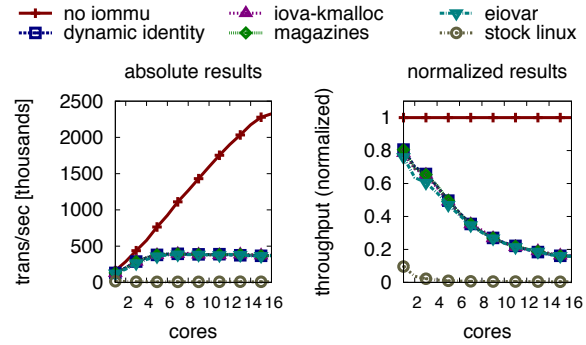 no iommu
iova-kmalloc
eiovar
dynamic identity
magazines
stock linux
absolute results
normalized results
trans/sec [thousands]
2500
2000
1500
1000
500
0
2 4 6 8 10 12 14 16
cores
throughput (normalized)
1
0.8
0.6
0.4
0.2
0
2 4 6 8 10 12 14 16
cores